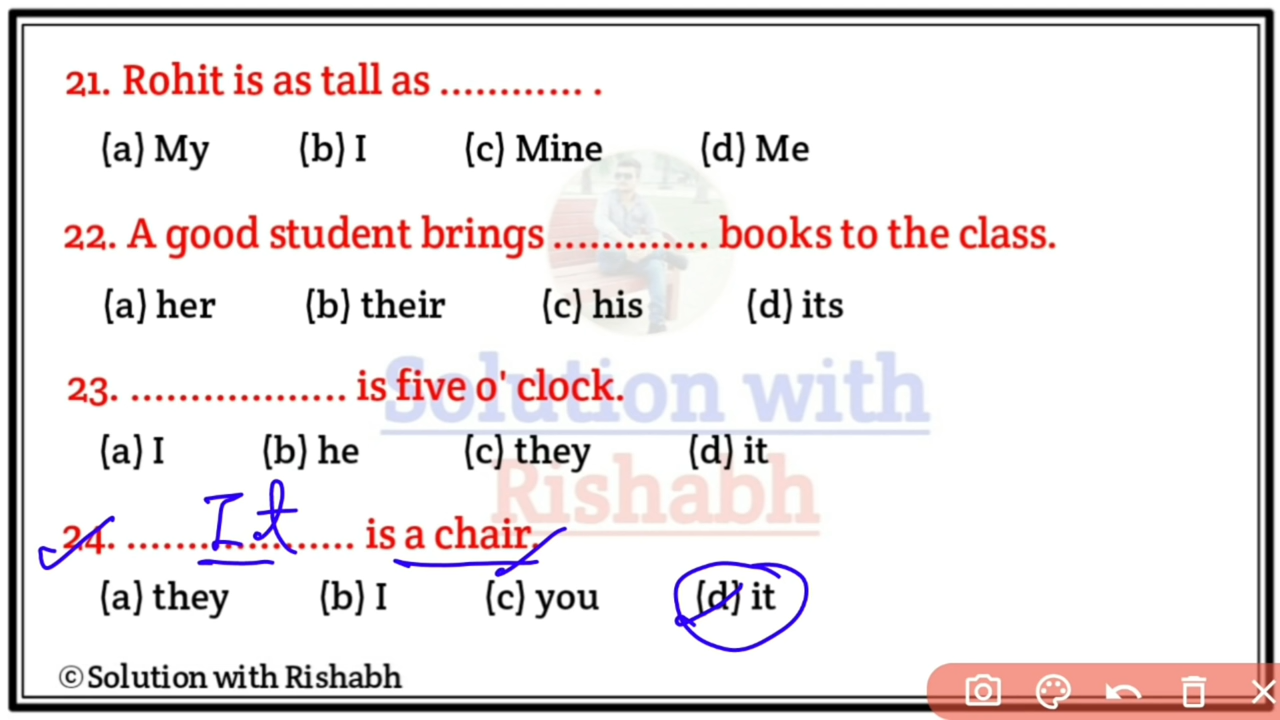 21. Rohit is as tall as ............ .
(a) My (b) I (c) Mine (d) Me
22. A good student brings ............. books to the class.
(a) her (b) their (c) his (d) its
23. .................. is five o' clock.
(a) I (b) he (c) they (d) it
Solution with
Rishabh
24. ...... It ...... is a chair.
(a) they (b) I (c) you (d) it
© Solution with Rishabh